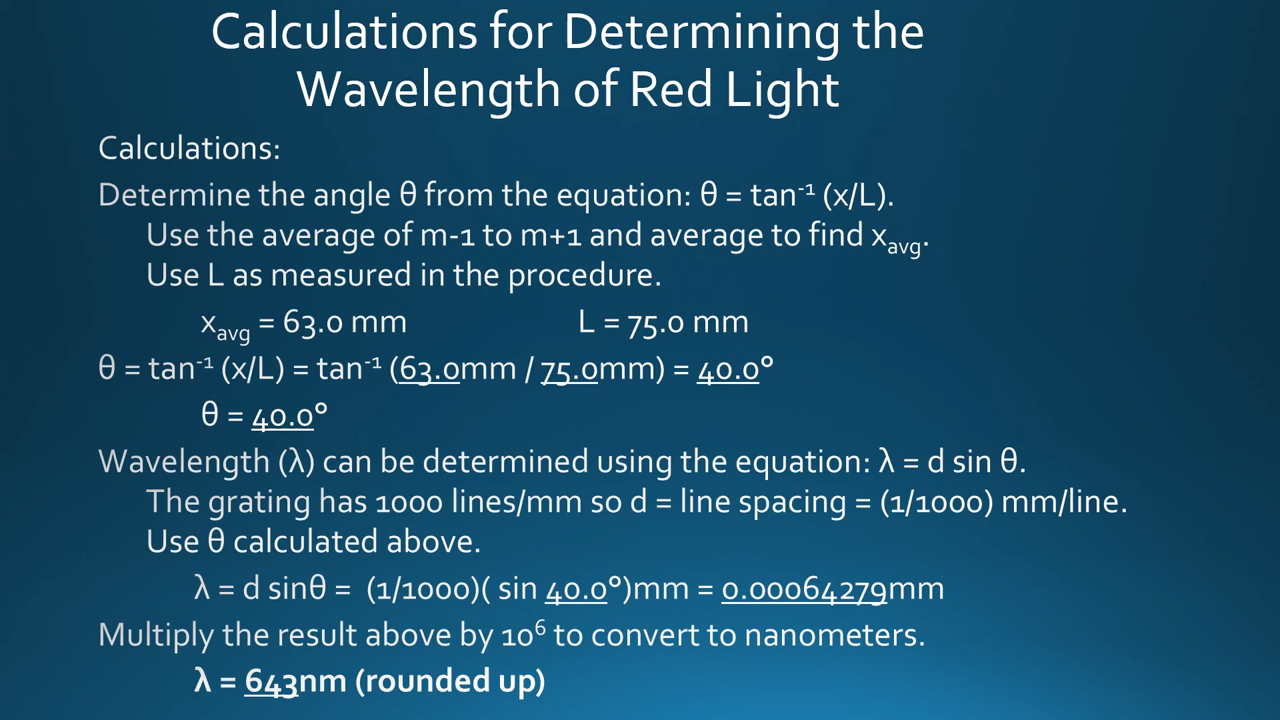 Calculations for Determining the
Wavelength of Red Light
Calculations:
Determine the angle θ from the equation: θ = tan⁻¹ (x/L).
Use the average of m-1 to m+1 and average to find xavg.
Use L as measured in the procedure.
xavg = 63.0 mm L = 75.0 mm
θ = tan⁻¹ (x/L) = tan⁻¹ (63.0mm / 75.0mm) = 40.0°
θ = 40.0°
Wavelength (λ) can be determined using the equation: λ = d sin θ.
The grating has 1000 lines/mm so d = line spacing = (1/1000) mm/line.
Use θ calculated above.
λ = d sinθ = (1/1000)( sin 40.0°)mm = 0.00064279mm
Multiply the result above by 10⁶ to convert to nanometers.
λ = 643nm (rounded up)